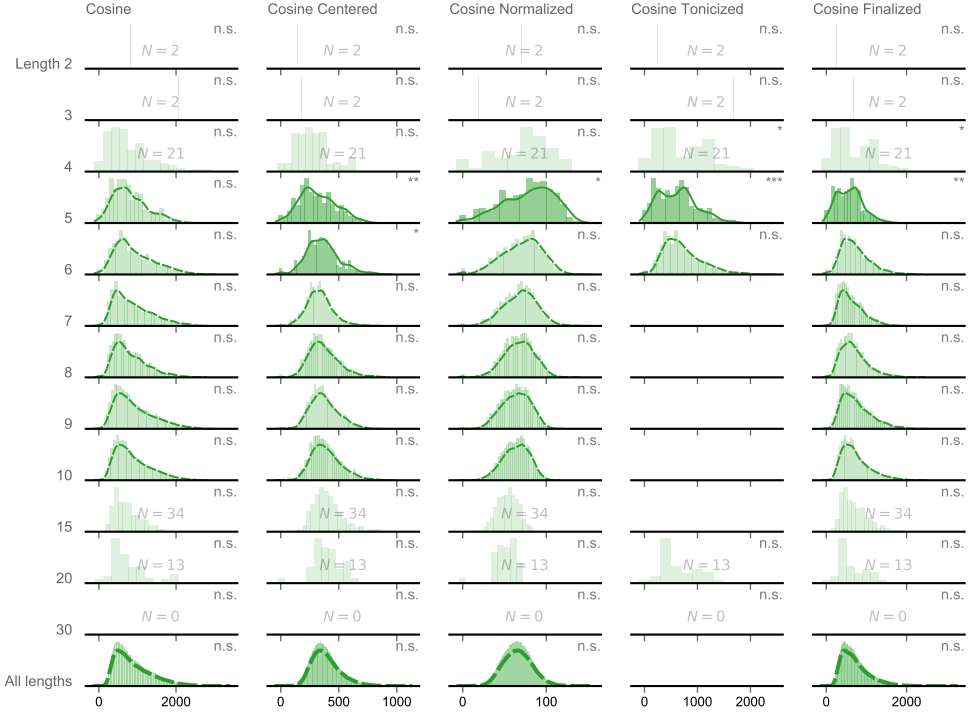 Cosine Cosine Centered Cosine Normalized Cosine Tonicized Cosine Finalized
n.s. n.s. n.s. n.s. n.s.
Length 2 N = 2 N = 2 N = 2 N = 2 N = 2
n.s. n.s. n.s. n.s. n.s.
3 N = 2 N = 2 N = 2 N = 2 N = 2
n.s. n.s. n.s. * *
4 N = 21 N = 21 N = 21 N = 21 N = 21
n.s. ** * *** **
5
n.s. * n.s. n.s. n.s.
6
n.s. n.s. n.s. n.s.
7
n.s. n.s. n.s. n.s.
8
n.s. n.s. n.s. n.s.
9
n.s. n.s. n.s. n.s.
10
n.s. n.s. n.s. n.s.
15 N = 34 N = 34 N = 34 N = 34
n.s. n.s. n.s. n.s. n.s.
20 N = 13 N = 13 N = 13 N = 13 N = 13
n.s. n.s. n.s. n.s. n.s.
30 N = 0 N = 0 N = 0 N = 0 N = 0
n.s. n.s. n.s. n.s.
All lengths
0 2000 0 500 1000 0 100 0 1000 2000 0 2000